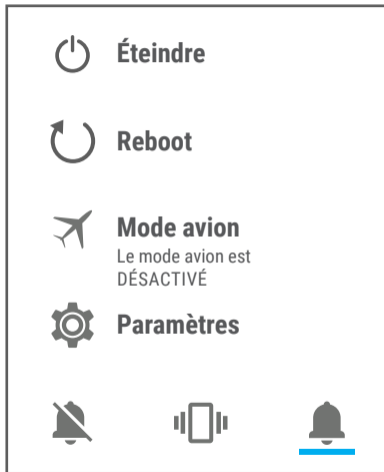 Éteindre
Reboot
Mode avion
Le mode avion est
DÉSACTIVÉ
Paramètres